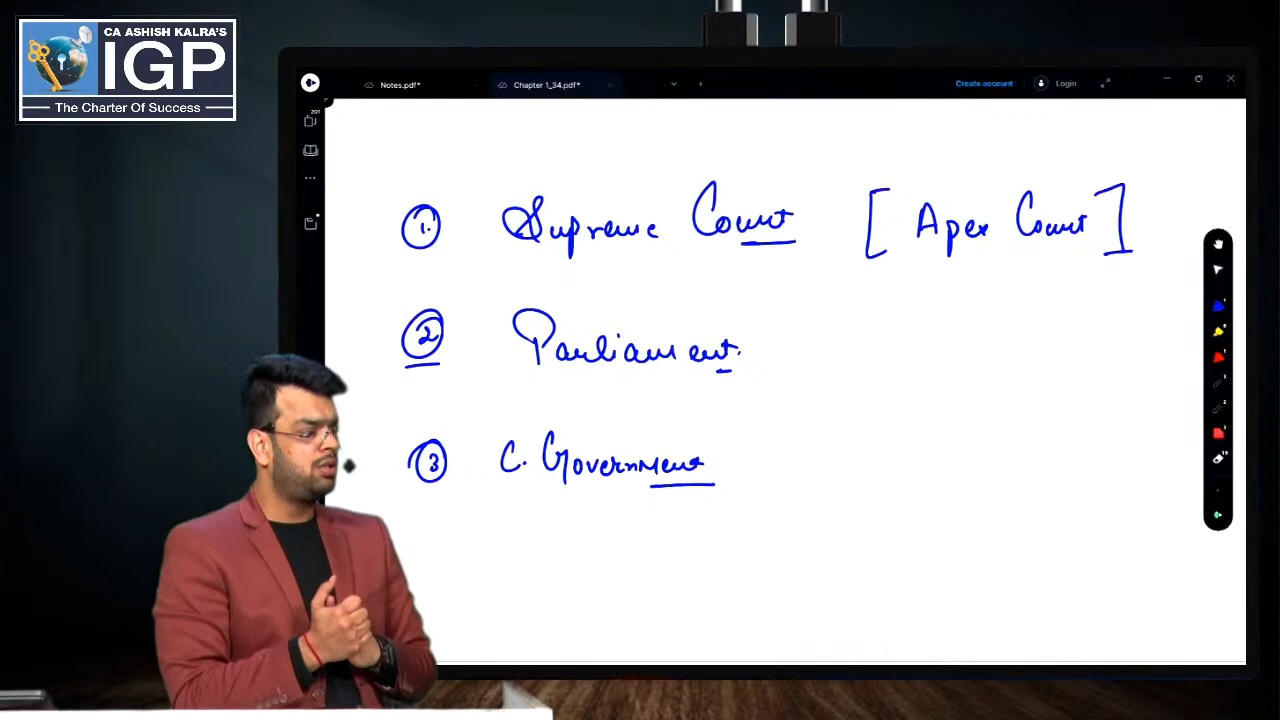 CA ASHISH KALRA'S
IGP
The Charter Of Success
Notes.pdf*
Chapter 1_34.pdf*
Create account
Login
201
1. Supreme Court [Apex Court]
2 Parliament.
3 C. Government